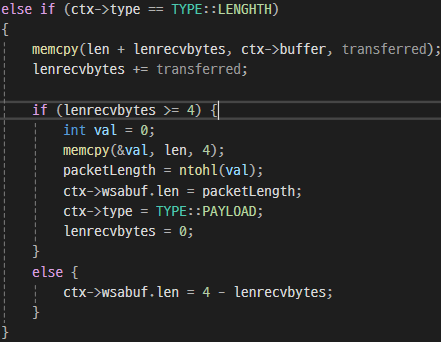 else if (ctx->type == TYPE::LENGHTH)
{
memcpy(len + lenrecvbytes, ctx->buffer, transferred);
lenrecvbytes += transferred;
if (lenrecvbytes >= 4) {
int val = 0;
memcpy(&val, len, 4);
packetLength = ntohl(val);
ctx->wsabuf.len = packetLength;
ctx->type = TYPE::PAYLOAD;
lenrecvbytes = 0;
}
else {
ctx->wsabuf.len = 4 - lenrecvbytes;
}
}